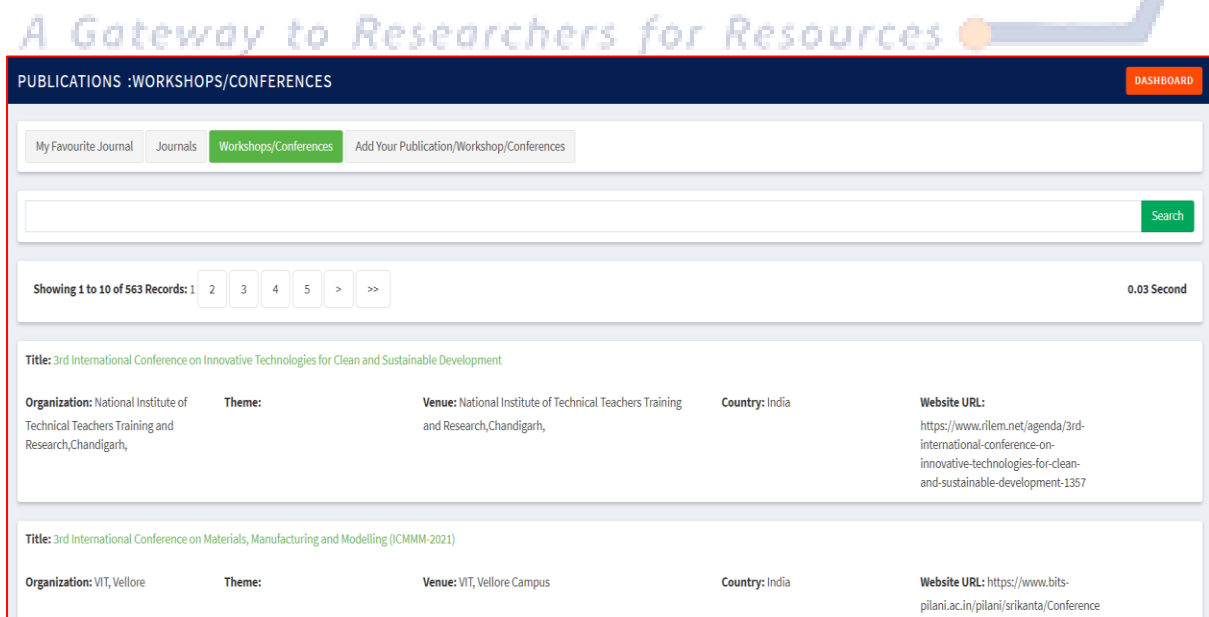 A Gateway to Researchers for Resources
PUBLICATIONS :WORKSHOPS/CONFERENCES
DASHBOARD
My Favourite Journal
Journals
Workshops/Conferences
Add Your Publication/Workshop/Conferences
Search
Showing 1 to 10 of 563 Records: 1 2 3 4 5 > >>
0.03 Second
Title: 3rd International Conference on Innovative Technologies for Clean and Sustainable Development
Organization: National Institute of
Technical Teachers Training and
Research,Chandigarh,
Theme:
Venue: National Institute of Technical Teachers Training
and Research,Chandigarh,
Country: India
Website URL:
https://www.rilem.net/agenda/3rd-
international-conference-on-
innovative-technologies-for-clean-
and-sustainable-development-1357
Title: 3rd International Conference on Materials, Manufacturing and Modelling (ICMMM-2021)
Organization: VIT, Vellore
Theme:
Venue: VIT, Vellore Campus
Country: India
Website URL: https://www.bits-
pilani.ac.in/pilani/srikanta/Conference